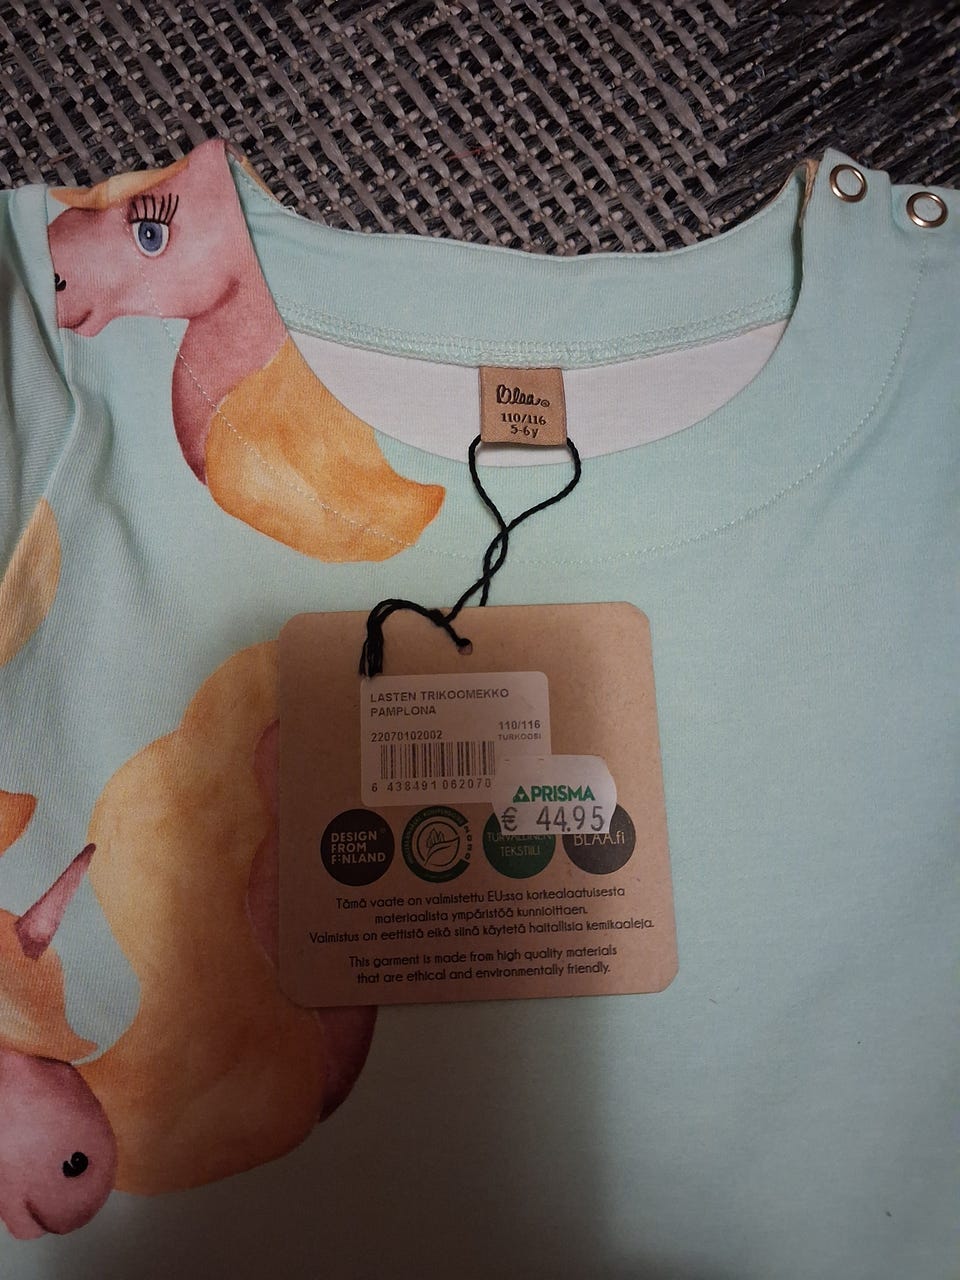 Blaa
110/116
5-6y
LASTEN TRIKOOMEKKO
PAMPLONA
22070102002
110/116
TURKOOSI
6 438491 062070
PRISMA
€ 44.95
DESIGN
FROM
FINLAND
TEKSTIILI
BLAA.fi
Tämä vaate on valmistettu EU:ssa korkealaatuisesta
materiaalista ympäristöä kunnioittaen.
Valmistus on eettistä eikä siinä käytetä haitallisia kemikaaleja.
This garment is made from high quality materials
that are ethical and environmentally friendly.